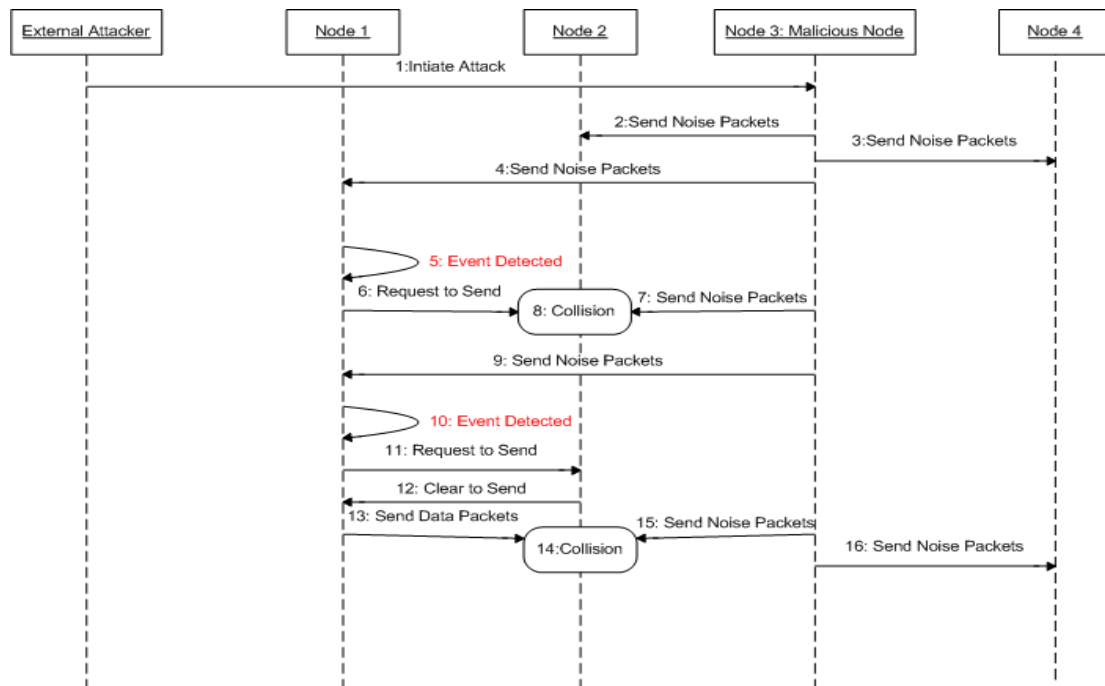 External Attacker
Node 1
Node 2
Node 3: Malicious Node
Node 4
1:Intiate Attack
2:Send Noise Packets
3:Send Noise Packets
4:Send Noise Packets
5: Event Detected
6: Request to Send
7: Send Noise Packets
8: Collision
9: Send Noise Packets
10: Event Detected
11: Request to Send
12: Clear to Send
13: Send Data Packets
14:Collision
15: Send Noise Packets
16: Send Noise Packets